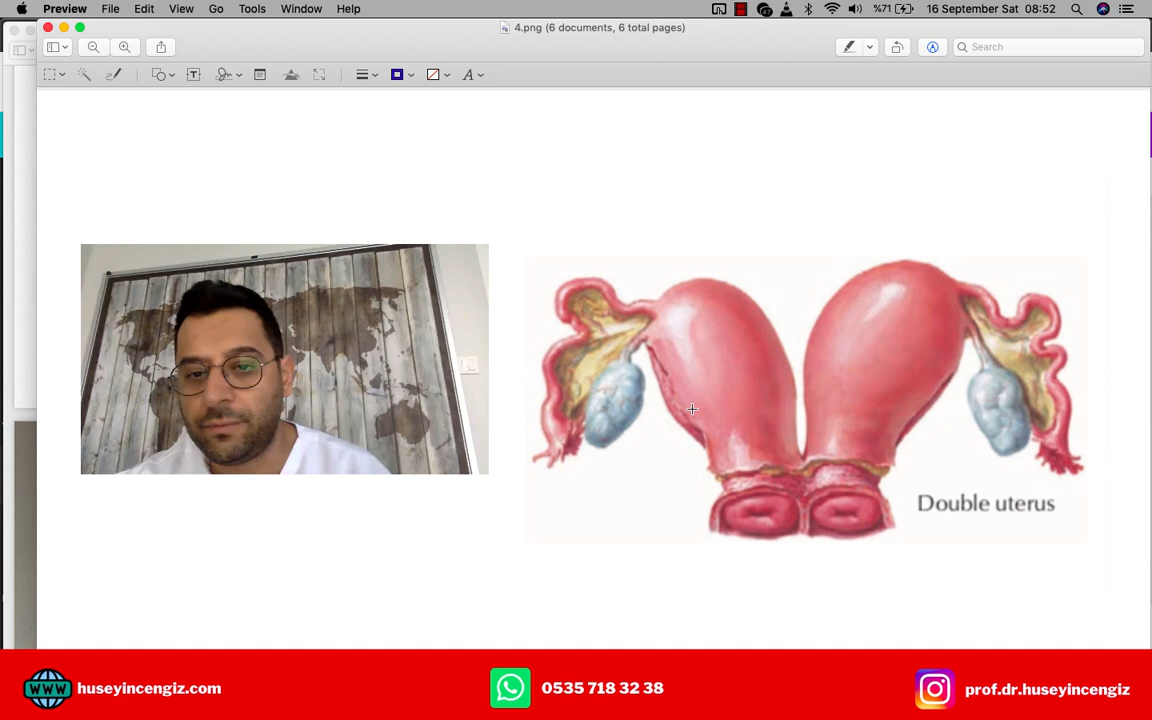 Preview File Edit View Go Tools Window Help %71 16 September Sat 08:52
4.png (6 documents, 6 total pages)
Search
Double uterus
WWW huseyincengiz.com 0535 718 32 38 prof.dr.huseyincengiz